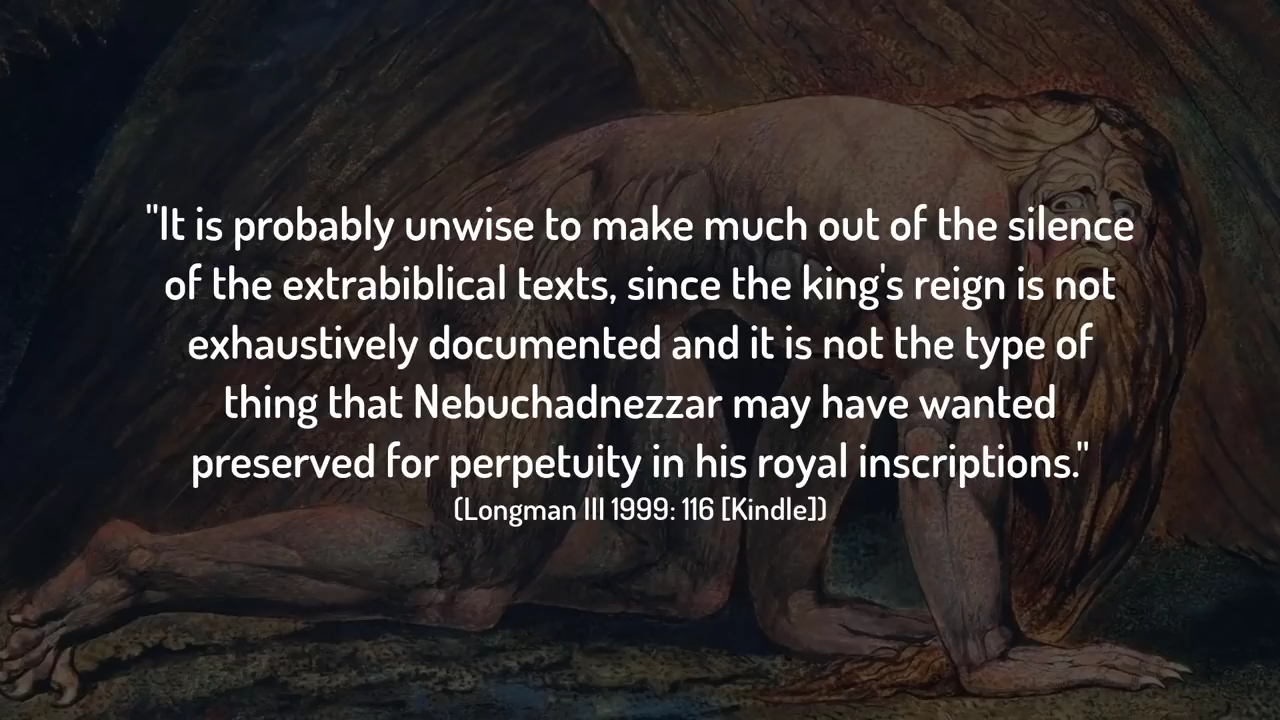 "It is probably unwise to make much out of the silence
of the extrabiblical texts, since the king's reign is not
exhaustively documented and it is not the type of
thing that Nebuchadnezzar may have wanted
preserved for perpetuity in his royal inscriptions."
(Longman III 1999: 116 [Kindle])